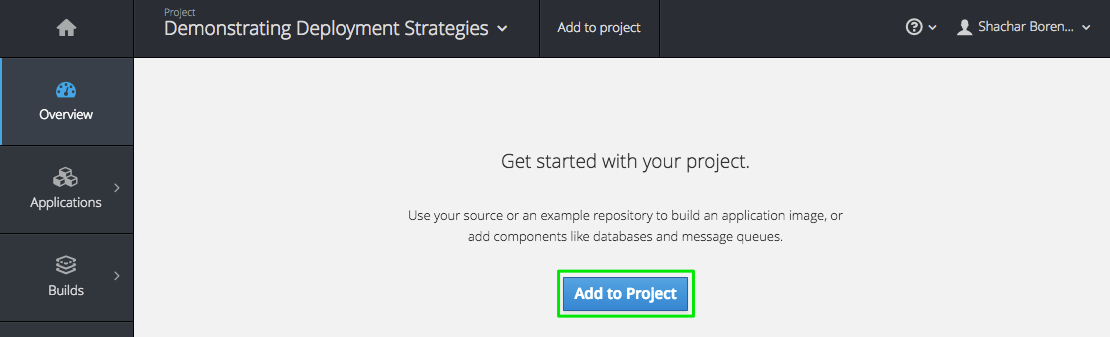 Project
Demonstrating Deployment Strategies
Add to project
Shachar Boren...
Overview
Applications
Builds
Get started with your project.
Use your source or an example repository to build an application image, or
add components like databases and message queues.
Add to Project